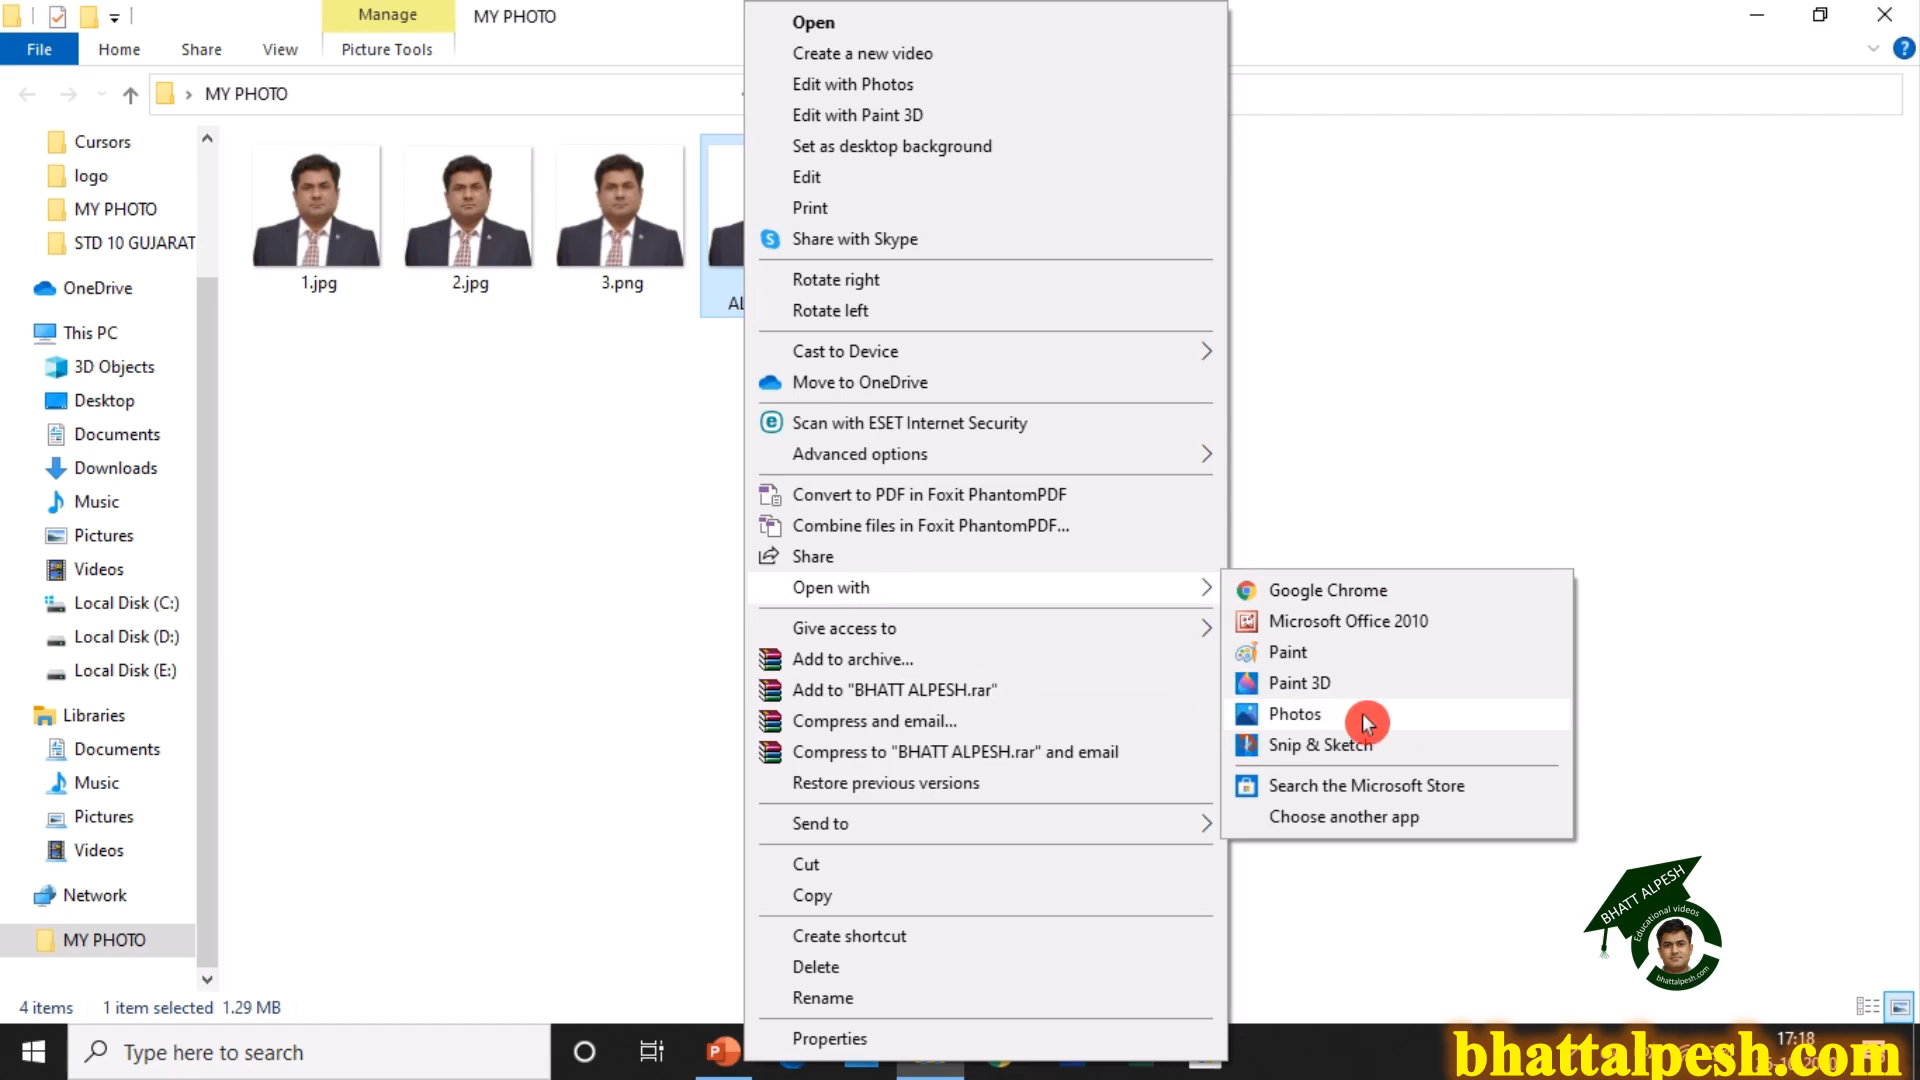 Manage
MY PHOTO
File
Home
Share
View
Picture Tools
MY PHOTO
Cursors
logo
MY PHOTO
STD 10 GUJARAT
OneDrive
This PC
3D Objects
Desktop
Documents
Downloads
Music
Pictures
Videos
Local Disk (C:)
Local Disk (D:)
Local Disk (E:)
Libraries
Documents
Music
Pictures
Videos
Network
MY PHOTO
1.jpg
2.jpg
3.png
Open
Create a new video
Edit with Photos
Edit with Paint 3D
Set as desktop background
Edit
Print
Share with Skype
Rotate right
Rotate left
Cast to Device
Move to OneDrive
Scan with ESET Internet Security
Advanced options
Convert to PDF in Foxit PhantomPDF
Combine files in Foxit PhantomPDF...
Share
Open with
Give access to
Add to archive...
Add to "BHATT ALPESH.rar"
Compress and email...
Compress to "BHATT ALPESH.rar" and email
Restore previous versions
Send to
Cut
Copy
Create shortcut
Delete
Rename
Properties
Google Chrome
Microsoft Office 2010
Paint
Paint 3D
Photos
Snip & Sketch
Search the Microsoft Store
Choose another app
BHATT ALPESH
Educational videos
bhattalpesh.com
4 items
1 item selected 1.29 MB
Type here to search
17:18
bhattalpesh.com